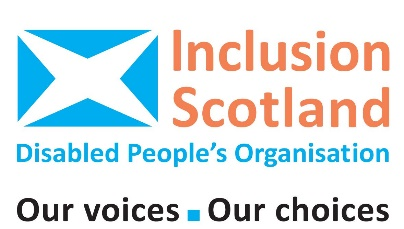 Inclusion
Scotland
Disabled People's Organisation
Our voices ■ Our choices